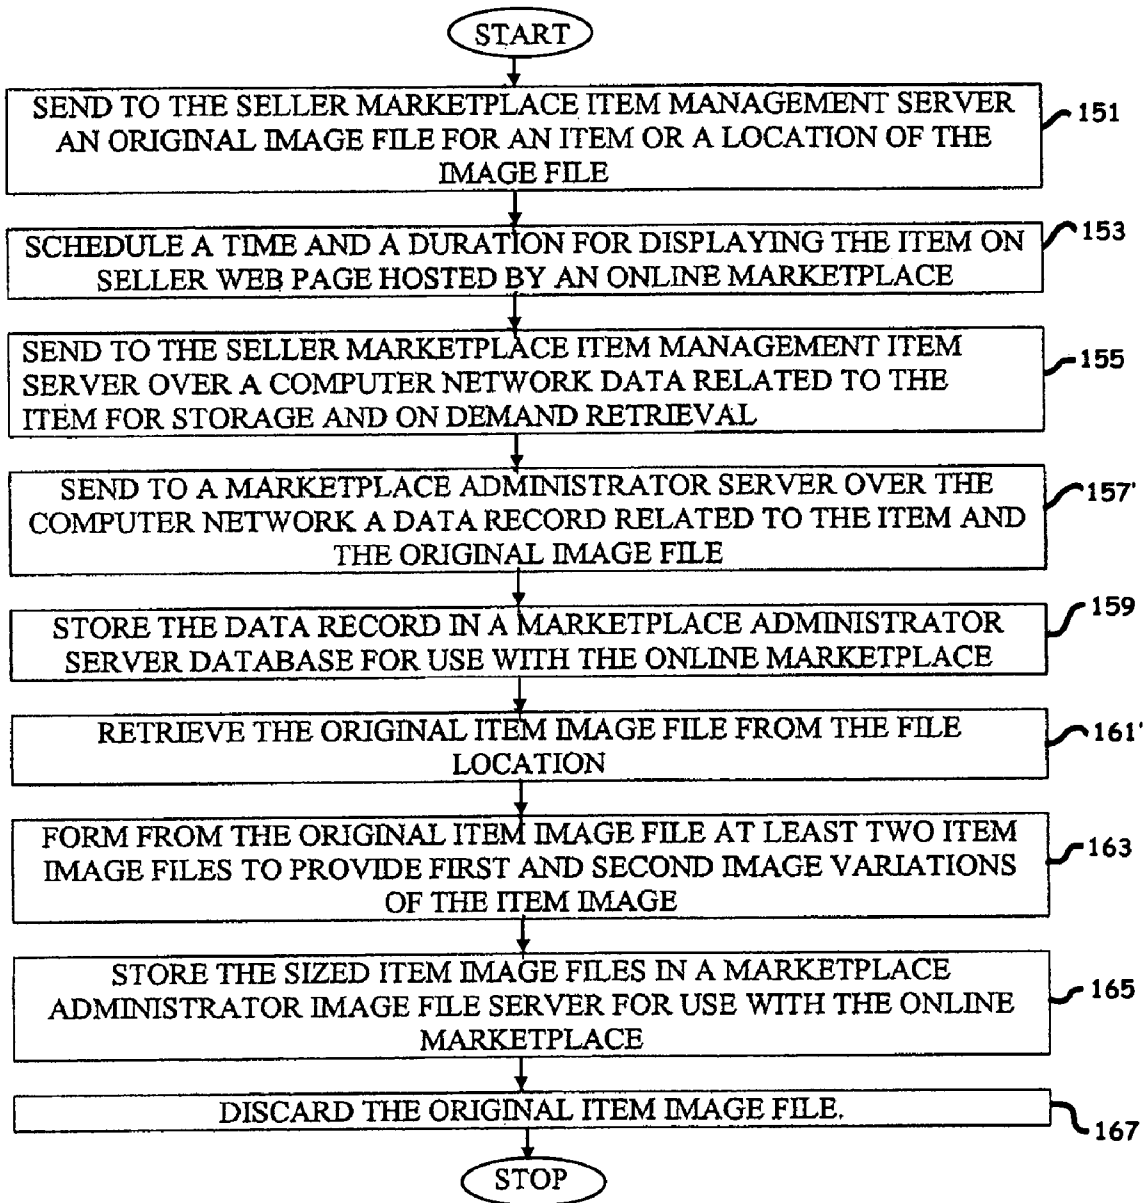 START
SEND TO THE SELLER MARKETPLACE ITEM MANAGEMENT SERVER
AN ORIGINAL IMAGE FILE FOR AN ITEM OR A LOCATION OF THE
IMAGE FILE
151
SCHEDULE A TIME AND A DURATION FOR DISPLAYING THE ITEM ON
SELLER WEB PAGE HOSTED BY AN ONLINE MARKETPLACE
153
SEND TO THE SELLER MARKETPLACE ITEM MANAGEMENT ITEM
SERVER OVER A COMPUTER NETWORK DATA RELATED TO THE
ITEM FOR STORAGE AND ON DEMAND RETRIEVAL
155
SEND TO A MARKETPLACE ADMINISTRATOR SERVER OVER THE
COMPUTER NETWORK A DATA RECORD RELATED TO THE ITEM AND
THE ORIGINAL IMAGE FILE
157'
STORE THE DATA RECORD IN A MARKETPLACE ADMINISTRATOR
SERVER DATABASE FOR USE WITH THE ONLINE MARKETPLACE
159
RETRIEVE THE ORIGINAL ITEM IMAGE FILE FROM THE FILE
LOCATION
161'
FORM FROM THE ORIGINAL ITEM IMAGE FILE AT LEAST TWO ITEM
IMAGE FILES TO PROVIDE FIRST AND SECOND IMAGE VARIATIONS
OF THE ITEM IMAGE
163
STORE THE SIZED ITEM IMAGE FILES IN A MARKETPLACE
ADMINISTRATOR IMAGE FILE SERVER FOR USE WITH THE ONLINE
MARKETPLACE
165
DISCARD THE ORIGINAL ITEM IMAGE FILE.
167
STOP